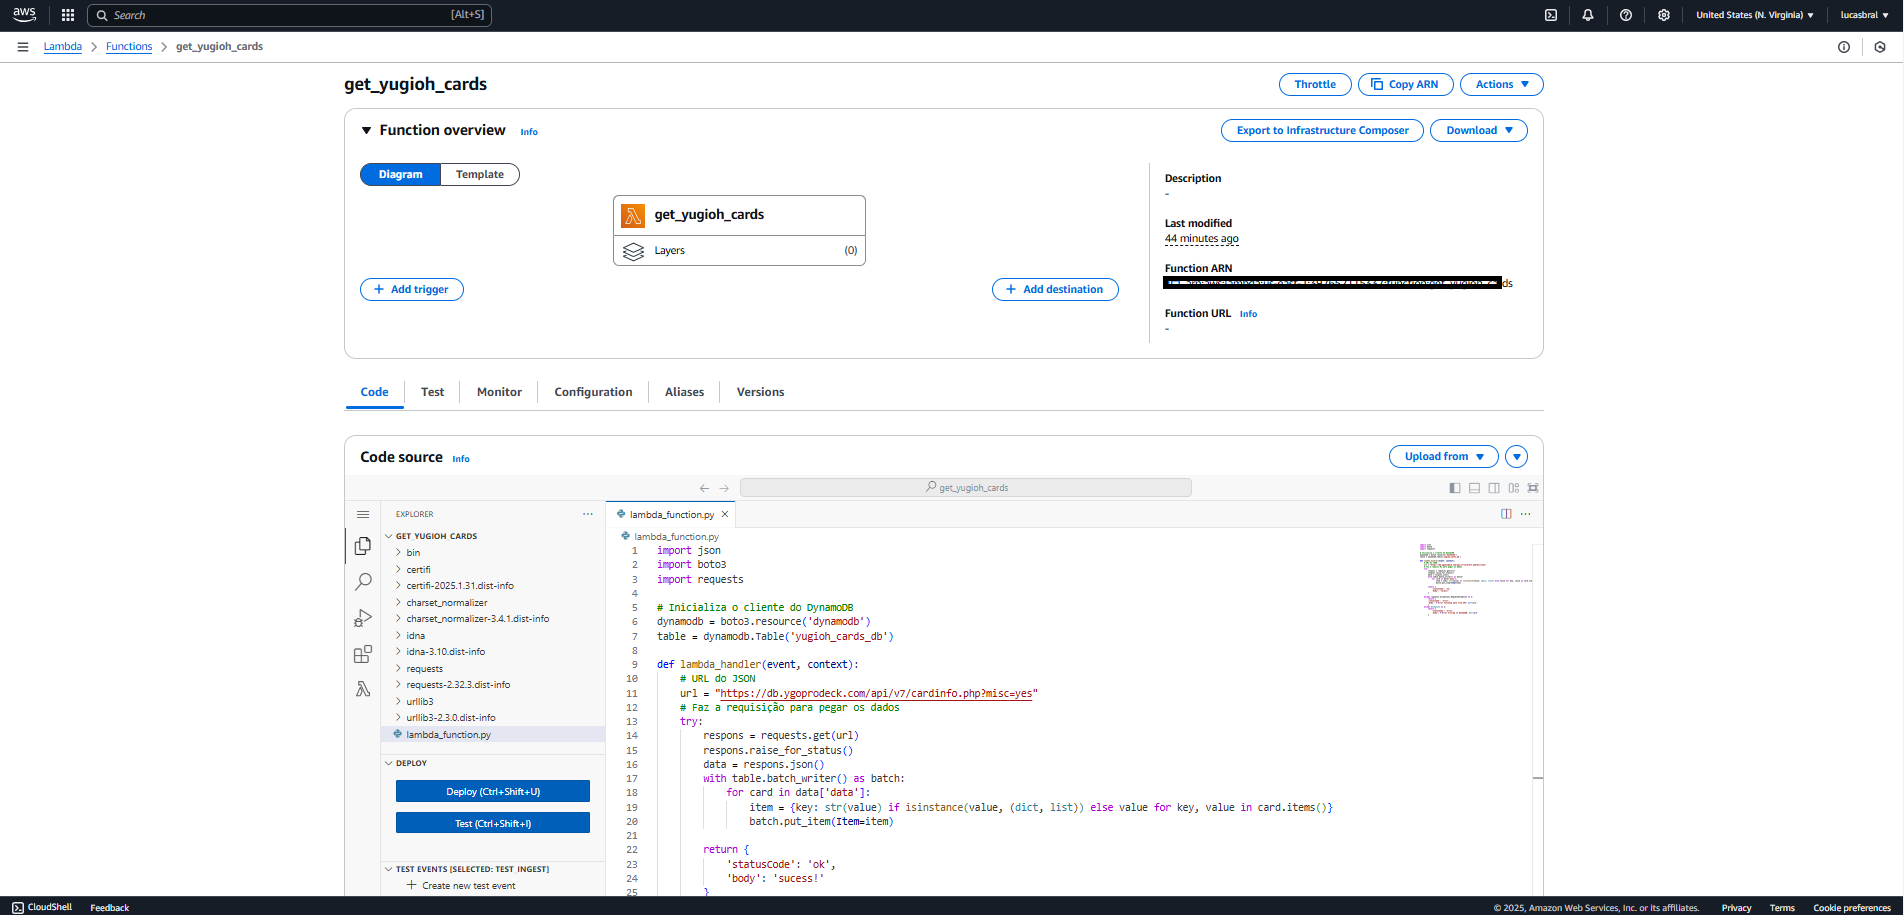 aws Search [Alt+S] United States (N. Virginia) lucasbral
Lambda Functions get_yugioh_cards
get_yugioh_cards Throttle Copy ARN Actions
Function overview Info Export to Infrastructure Composer Download
Diagram Template
get_yugioh_cards
Layers (0)
+ Add trigger
+ Add destination
Description
-
Last modified
44 minutes ago
Function ARN
Function URL Info
-
Code Test Monitor Configuration Aliases Versions
Code source Info Upload from
get_yugioh_cards
EXPLORER
GET_YUGIOH_CARDS
bin
certifi
certifi-2025.1.31.dist-info
charset_normalizer
charset_normalizer-3.4.1.dist-info
idna
idna-3.10.dist-info
requests
requests-2.32.3.dist-info
urllib3
urllib3-2.3.0.dist-info
lambda_function.py
DEPLOY
Deploy (Ctrl+Shift+U)
Test (Ctrl+Shift+I)
TEST EVENTS [SELECTED: TEST_INGEST]
+ Create new test event
lambda_function.py
lambda_function.py
1 import json
2 import boto3
3 import requests
4
5 # Inicializa o cliente do DynamoDB
6 dynamodb = boto3.resource('dynamodb')
7 table = dynamodb.Table('yugioh_cards_db')
8
9 def lambda_handler(event, context):
10 # URL do JSON
11 url = "https://db.ygoprodeck.com/api/v7/cardinfo.php?misc=yes"
12 # Faz a requisição para pegar os dados
13 try:
14 respons = requests.get(url)
15 respons.raise_for_status()
16 data = respons.json()
17 with table.batch_writer() as batch:
18 for card in data['data']:
19 item = {key: str(value) if isinstance(value, (dict, list)) else value for key, value in card.items()}
20 batch.put_item(Item=item)
21
22 return {
23 'statusCode': 'ok',
24 'body': 'sucess!'
25 }
CloudShell Feedback © 2025, Amazon Web Services, Inc. or its affiliates. Privacy Terms Cookie preferences